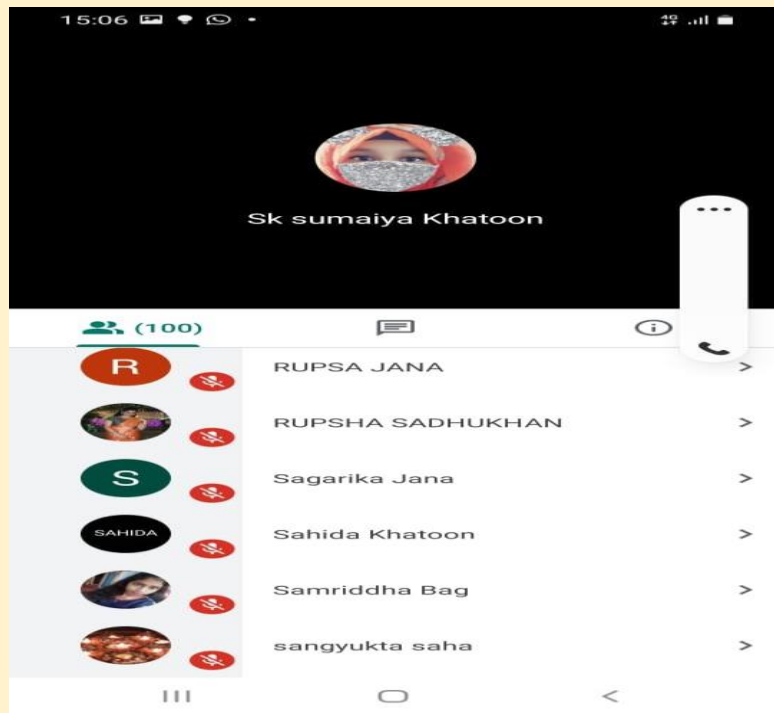 15:06
4G
Sk sumaiya Khatoon
(100)
R
RUPSA JANA
RUPSHA SADHUKHAN
S
Sagarika Jana
SAHIDA
Sahida Khatoon
Samriddha Bag
sangyukta saha